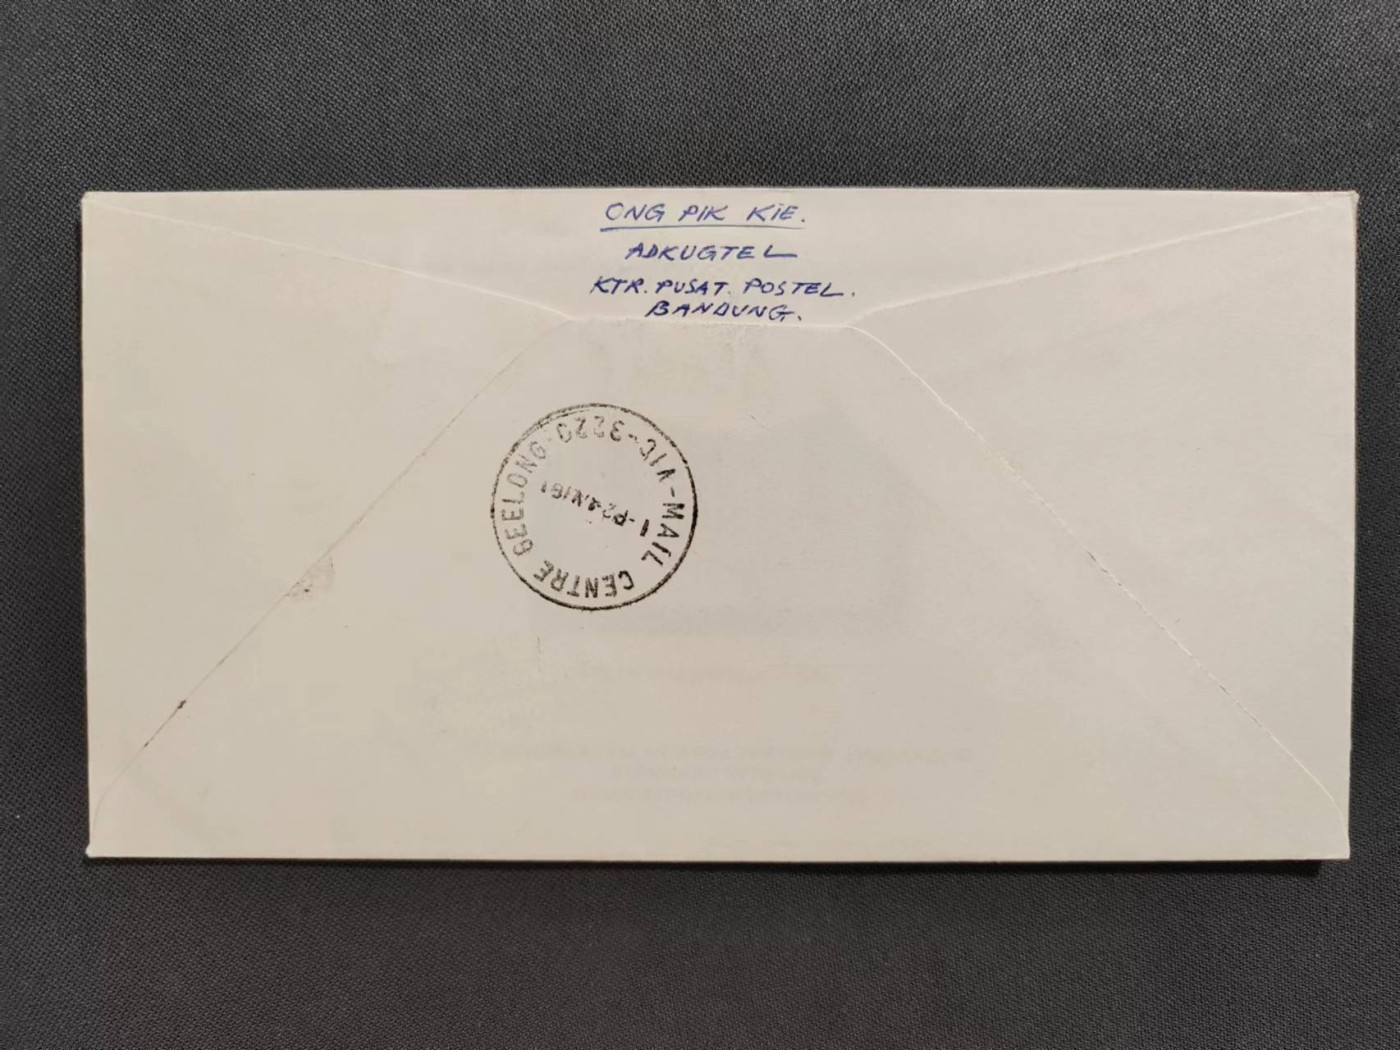 ONG PIK KIE.
ADKUGTEL
KTR. PUSAT. POSTEL.
BANDUNG.
MAIL CENTRE GEELONG-VIC-3220